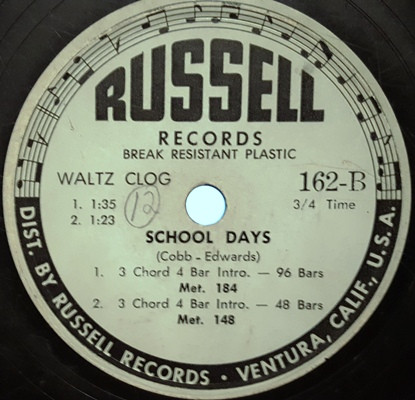 RUSSELL
RECORDS
BREAK RESISTANT PLASTIC
WALTZ CLOG
162-B
1. 1:35
2. 1:23
12
3/4 Time
SCHOOL DAYS
(Cobb - Edwards)
1. 3 Chord 4 Bar Intro. — 96 Bars
Met. 184
2. 3 Chord 4 Bar Intro. — 48 Bars
Met. 148
DIST. BY RUSSELL RECORDS • VENTURA, CALIF., U.S.A.